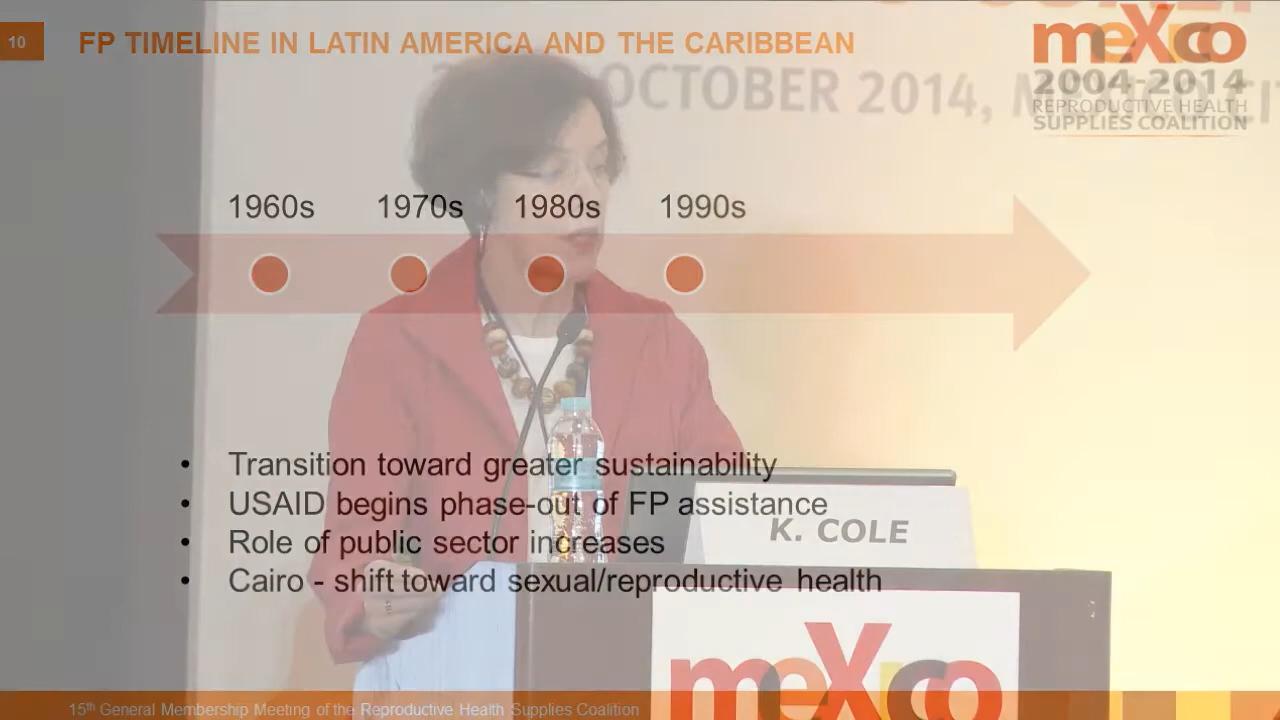 10
FP TIMELINE IN LATIN AMERICA AND THE CARIBBEAN
meXico
2004-2014
REPRODUCTIVE HEALTH
SUPPLIES COALITION
OCTOBER 2014,
1960s 1970s 1980s 1990s
• Transition toward greater sustainability
• USAID begins phase-out of FP assistance
• Role of public sector increases
• Cairo - shift toward sexual/reproductive health
K. COLE
meXico
15th General Membership Meeting of the Reproductive Health Supplies Coalition